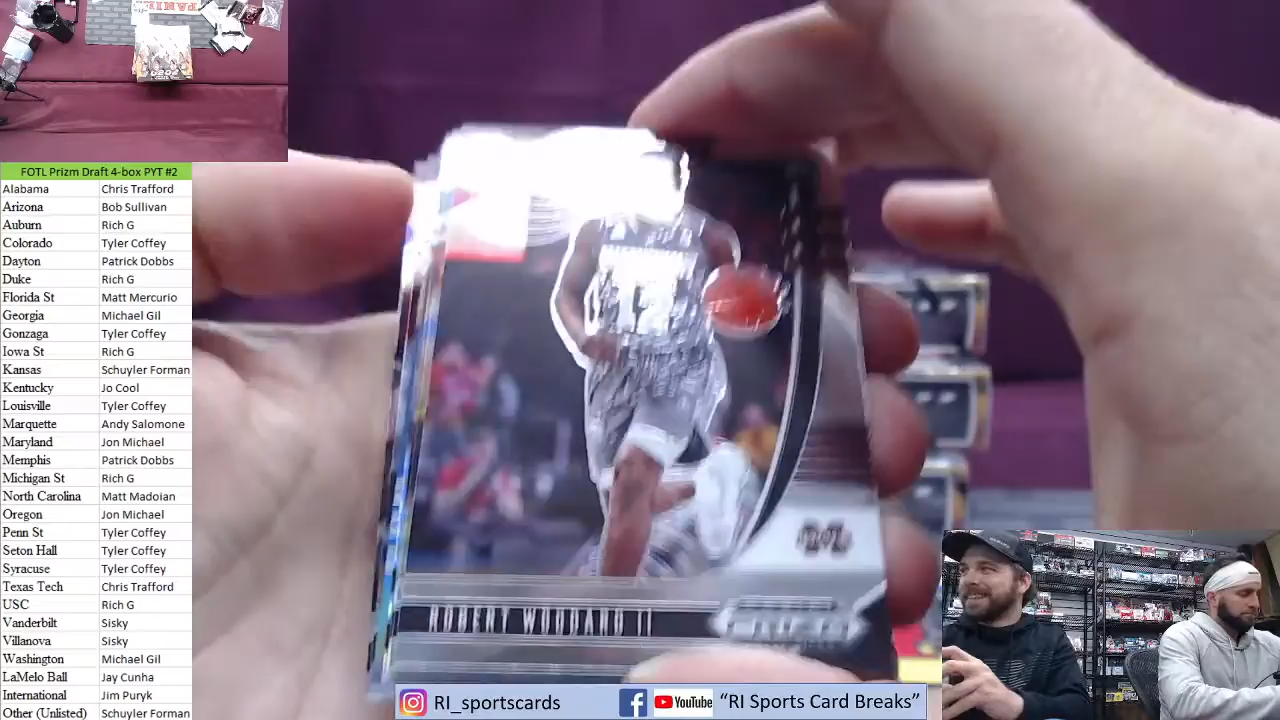 FOTL Prizm Draft 4-box PYT #2
Alabama Chris Trafford
Arizona Bob Sullivan
Auburn Rich G
Colorado Tyler Coffey
Dayton Patrick Dobbs
Duke Rich G
Florida St Matt Mercurio
Georgia Michael Gil
Gonzaga Tyler Coffey
Iowa St Rich G
Kansas Schuyler Forman
Kentucky Jo Cool
Louisville Tyler Coffey
Marquette Andy Salomone
Maryland Jon Michael
Memphis Patrick Dobbs
Michigan St Rich G
North Carolina Matt Madoian
Oregon Jon Michael
Penn St Tyler Coffey
Seton Hall Tyler Coffey
Syracuse Tyler Coffey
Texas Tech Chris Trafford
USC Rich G
Vanderbilt Sisky
Villanova Sisky
Washington Michael Gil
LaMelo Ball Jay Cunha
International Jim Puryk
Other (Unlisted) Schuyler Forman
ROBERT WOODARD II
RI_sportscards
YouTube "RI Sports Card Breaks"